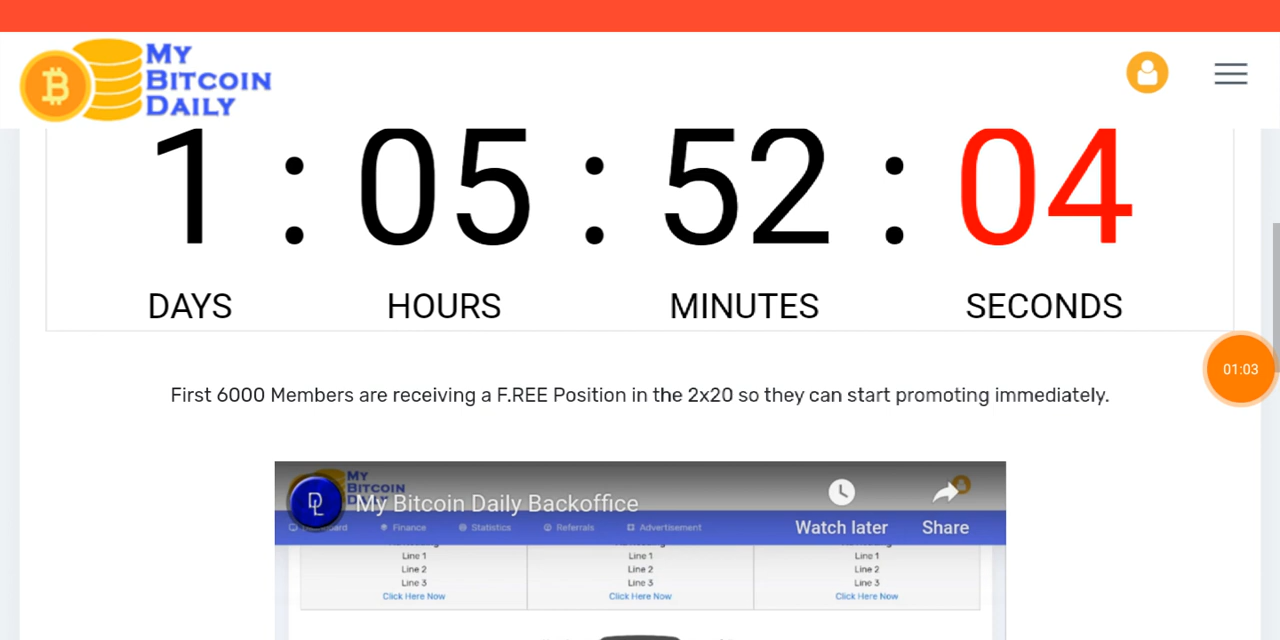 MY
BITCOIN
DAILY
1 : 05 : 52 : 04
DAYS HOURS MINUTES SECONDS
01:03
First 6000 Members are receiving a F.REE Position in the 2x20 so they can start promoting immediately.
MY
BITCOIN
DL My Bitcoin Daily Backoffice
Watch later Share
Finance Statistics Referrals Advertisement
Line 1 Line 1 Line 1
Line 2 Line 2 Line 2
Line 3 Line 3 Line 3
Click Here Now Click Here Now Click Here Now